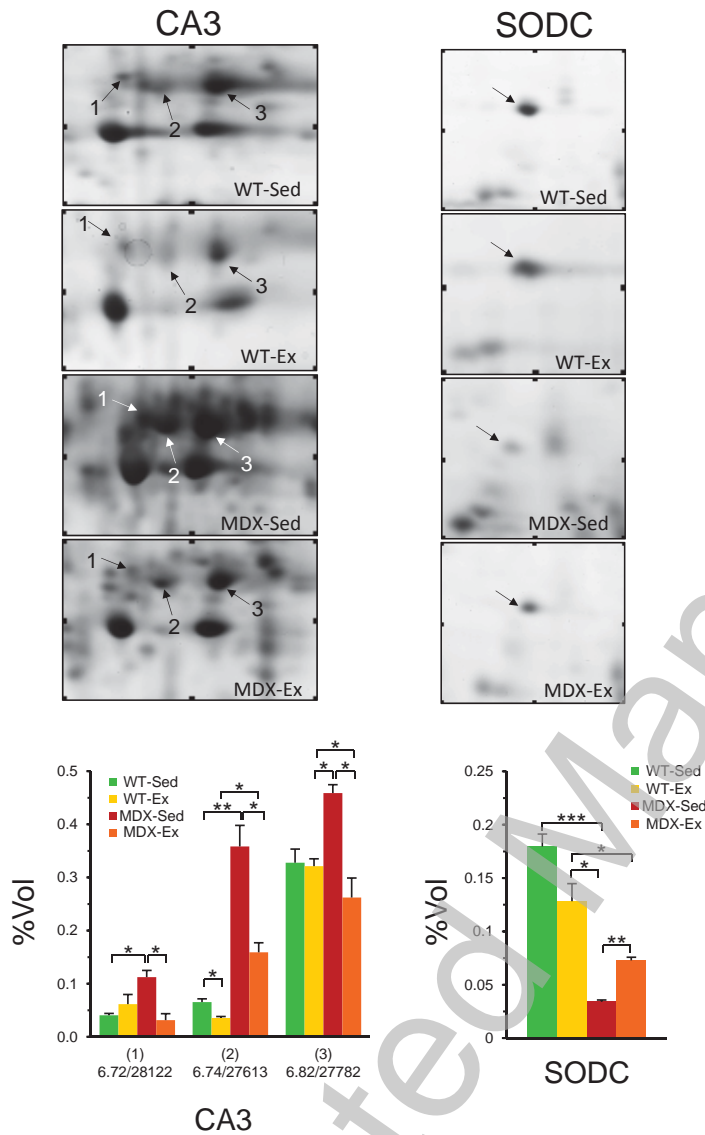 CA3
SODC
1
2
3
WT-Sed
WT-Sed
1
2
3
WT-Ex
WT-Ex
1
2
3
MDX-Sed
MDX-Sed
1
2
3
MDX-Ex
MDX-Ex
%Vol
0.5
0.4
0.3
0.2
0.1
0.0
WT-Sed
WT-Ex
MDX-Sed
MDX-Ex
*
*
*
**
*
*
*
*
*
(1)
6.72/28122
(2)
6.74/27613
(3)
6.82/27782
CA3
%Vol
0.25
0.2
0.15
0.1
0.05
0
WT-Sed
WT-Ex
MDX-Sed
MDX-Ex
***
*
*
**
SODC